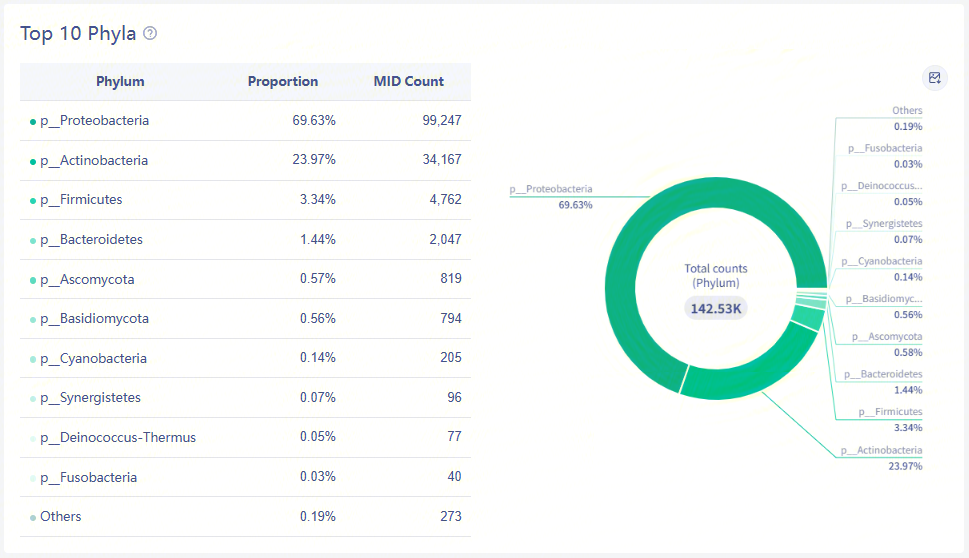 Top 10 Phyla ?
Phylum Proportion MID Count
p__Proteobacteria 69.63% 99,247
p__Actinobacteria 23.97% 34,167
p__Firmicutes 3.34% 4,762
p__Bacteroidetes 1.44% 2,047
p__Ascomycota 0.57% 819
p__Basidiomycota 0.56% 794
p__Cyanobacteria 0.14% 205
p__Synergistetes 0.07% 96
p__Deinococcus-Thermus 0.05% 77
p__Fusobacteria 0.03% 40
Others 0.19% 273
p__Proteobacteria
69.63%
Total counts
(Phylum)
142.53K
Others
0.19%
p__Fusobacteria
0.03%
p__Deinococcus...
0.05%
p__Synergistetes
0.07%
p__Cyanobacteria
0.14%
p__Basidiomyc...
0.56%
p__Ascomycota
0.58%
p__Bacteroidetes
1.44%
p__Firmicutes
3.34%
p__Actinobacteria
23.97%